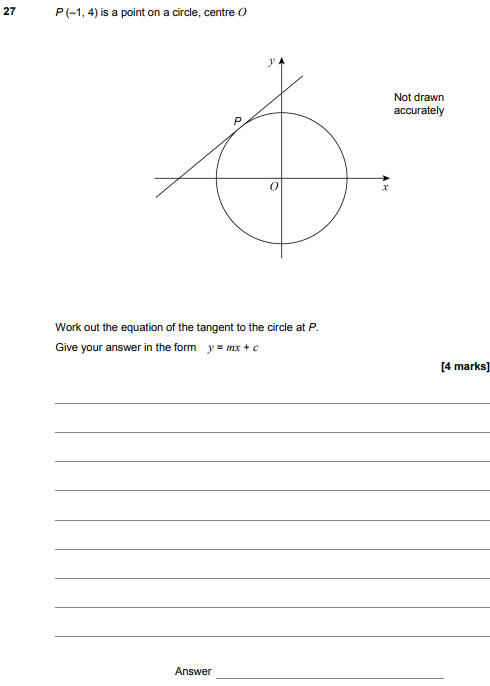 27 P (–1, 4) is a point on a circle, centre O
y
Not drawn
accurately
P
O
x
Work out the equation of the tangent to the circle at P.
Give your answer in the form y = mx + c
[4 marks]
Answer